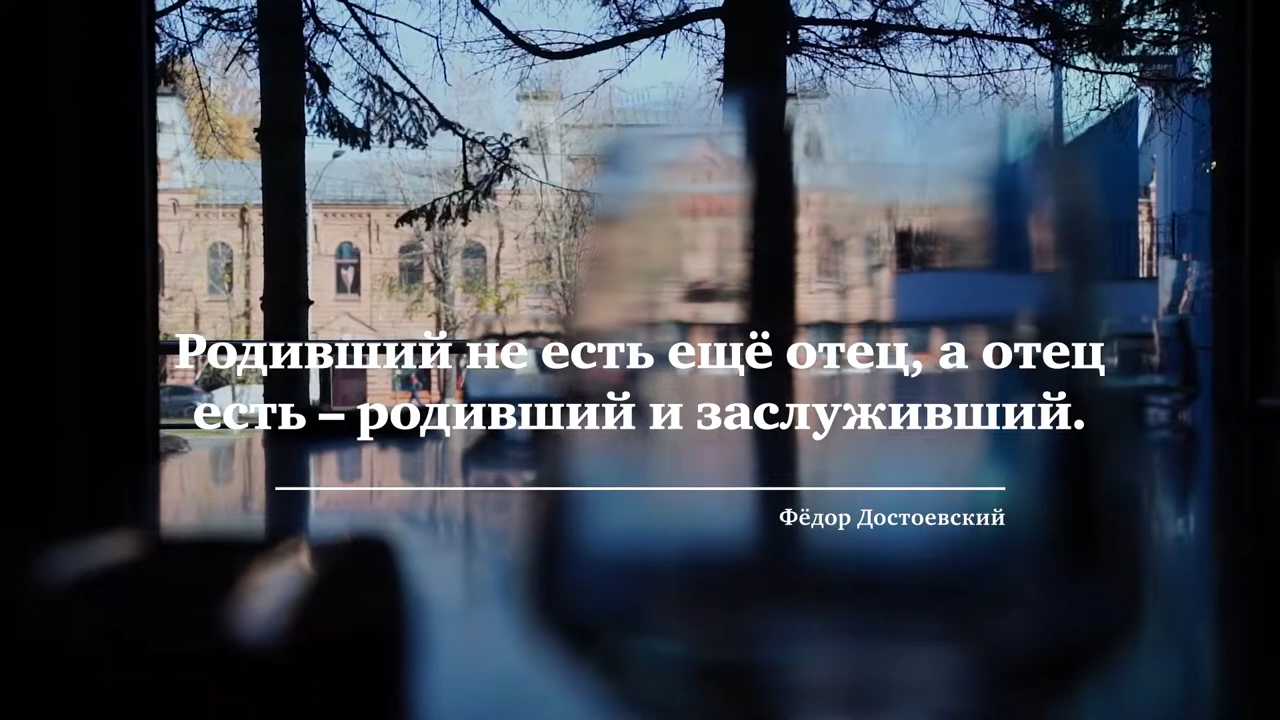 Родивший не есть ещё отец, а отец
есть – родивший и заслуживший.
Фёдор Достоевский